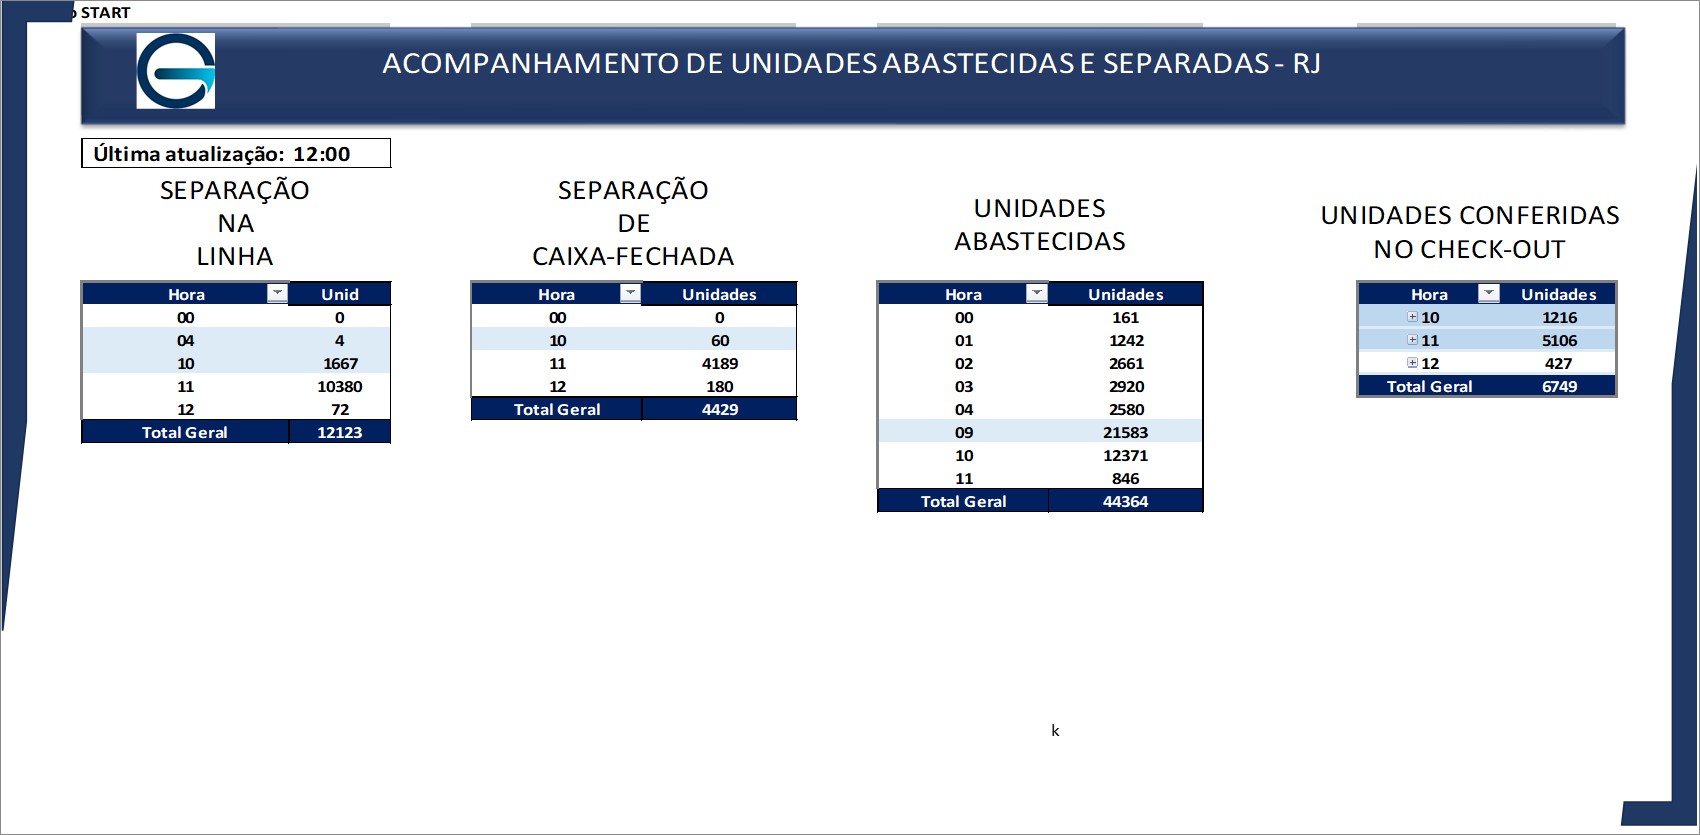 START
ACOMPANHAMENTO DE UNIDADES ABASTECIDAS E SEPARADAS - RJ
Última atualização: 12:00
SEPARAÇÃO
NA
LINHA
Hora Unid
00 0
04 4
10 1667
11 10380
12 72
Total Geral 12123
SEPARAÇÃO
DE
CAIXA-FECHADA
Hora Unidades
00 0
10 60
11 4189
12 180
Total Geral 4429
UNIDADES
ABASTECIDAS
Hora Unidades
00 161
01 1242
02 2661
03 2920
04 2580
09 21583
10 12371
11 846
Total Geral 44364
UNIDADES CONFERIDAS
NO CHECK-OUT
Hora Unidades
10 1216
11 5106
12 427
Total Geral 6749
k